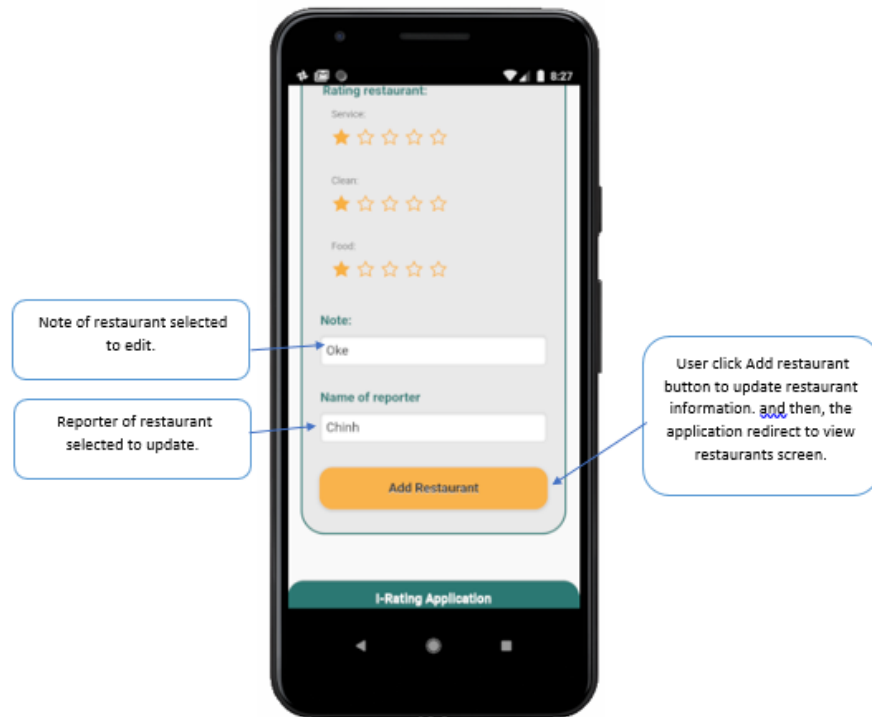 8:27
Rating restaurant:
Service:
Clean:
Food:
Note of restaurant selected
to edit.
Note:
Oke
Name of reporter
Chinh
Reporter of restaurant
selected to update.
User click Add restaurant
button to update restaurant
information. and then, the
application redirect to view
restaurants screen.
Add Restaurant
I-Rating Application